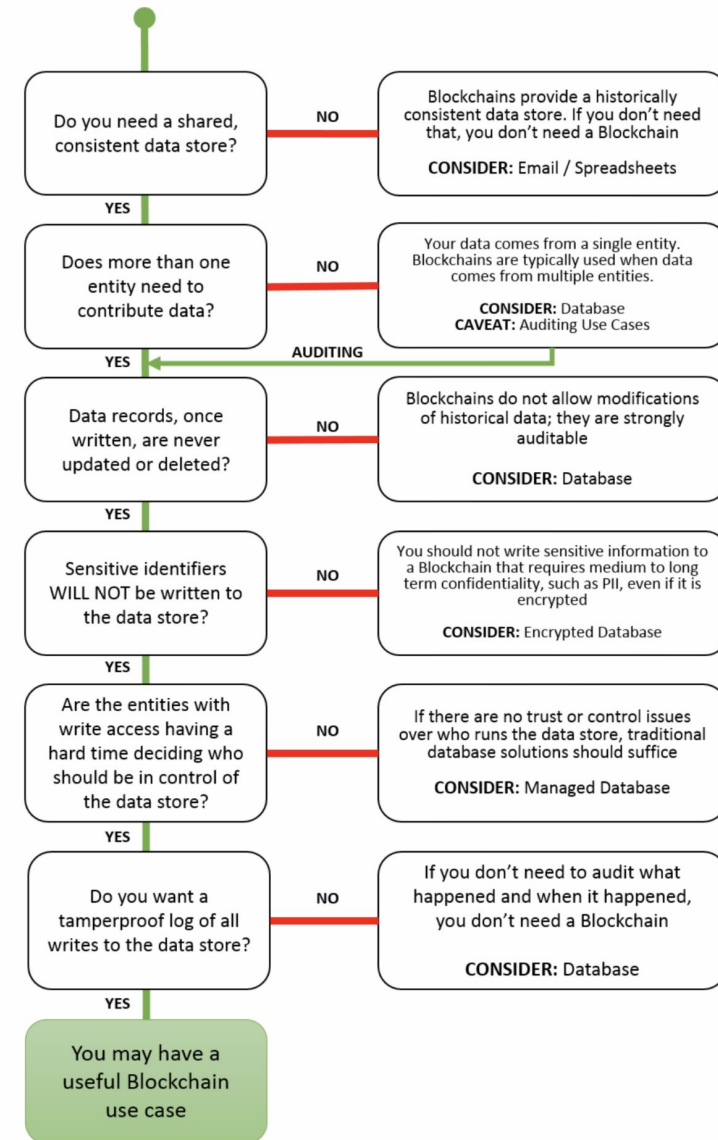 Do you need a shared,
consistent data store?
NO
Blockchains provide a historically
consistent data store. If you don't need
that, you don't need a Blockchain
CONSIDER: Email / Spreadsheets
YES
Does more than one
entity need to
contribute data?
NO
Your data comes from a single entity.
Blockchains are typically used when data
comes from multiple entities.
CONSIDER: Database
CAVEAT: Auditing Use Cases
AUDITING
YES
Data records, once
written, are never
updated or deleted?
NO
Blockchains do not allow modifications
of historical data; they are strongly
auditable
CONSIDER: Database
YES
Sensitive identifiers
WILL NOT be written to
the data store?
NO
You should not write sensitive information to
a Blockchain that requires medium to long
term confidentiality, such as PII, even if it is
encrypted
CONSIDER: Encrypted Database
YES
Are the entities with
write access having a
hard time deciding who
should be in control of
the data store?
NO
If there are no trust or control issues
over who runs the data store, traditional
database solutions should suffice
CONSIDER: Managed Database
YES
Do you want a
tamperproof log of all
writes to the data store?
NO
If you don't need to audit what
happened and when it happened,
you don't need a Blockchain
CONSIDER: Database
YES
You may have a
useful Blockchain
use case